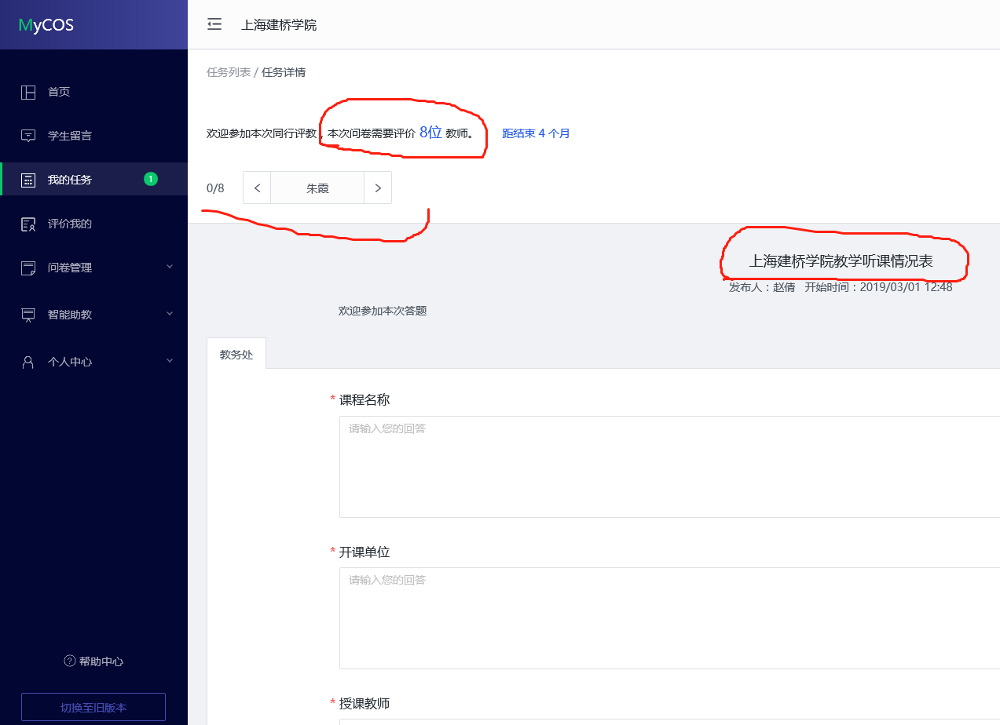 MyCOS
上海建桥学院
首页
学生留言
我的任务 1
评价我的
问卷管理
智能助教
个人中心
帮助中心
切换至旧版本
任务列表 / 任务详情
欢迎参加本次同行评教，本次问卷需要评价 8位 教师。 距结束 4 个月
0/8 < 朱霞 >
上海建桥学院教学听课情况表
发布人：赵倩 开始时间：2019/03/01 12:48
欢迎参加本次答题
教务处
* 课程名称
请输入您的回答
* 开课单位
请输入您的回答
* 授课教师